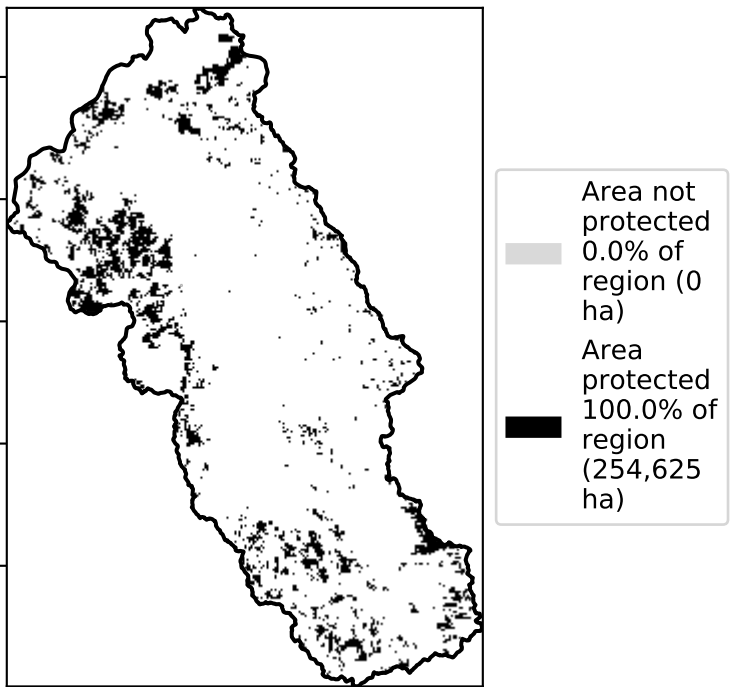 Area not
protected
0.0% of
region (0
ha)
Area
protected
100.0% of
region
(254,625
ha)